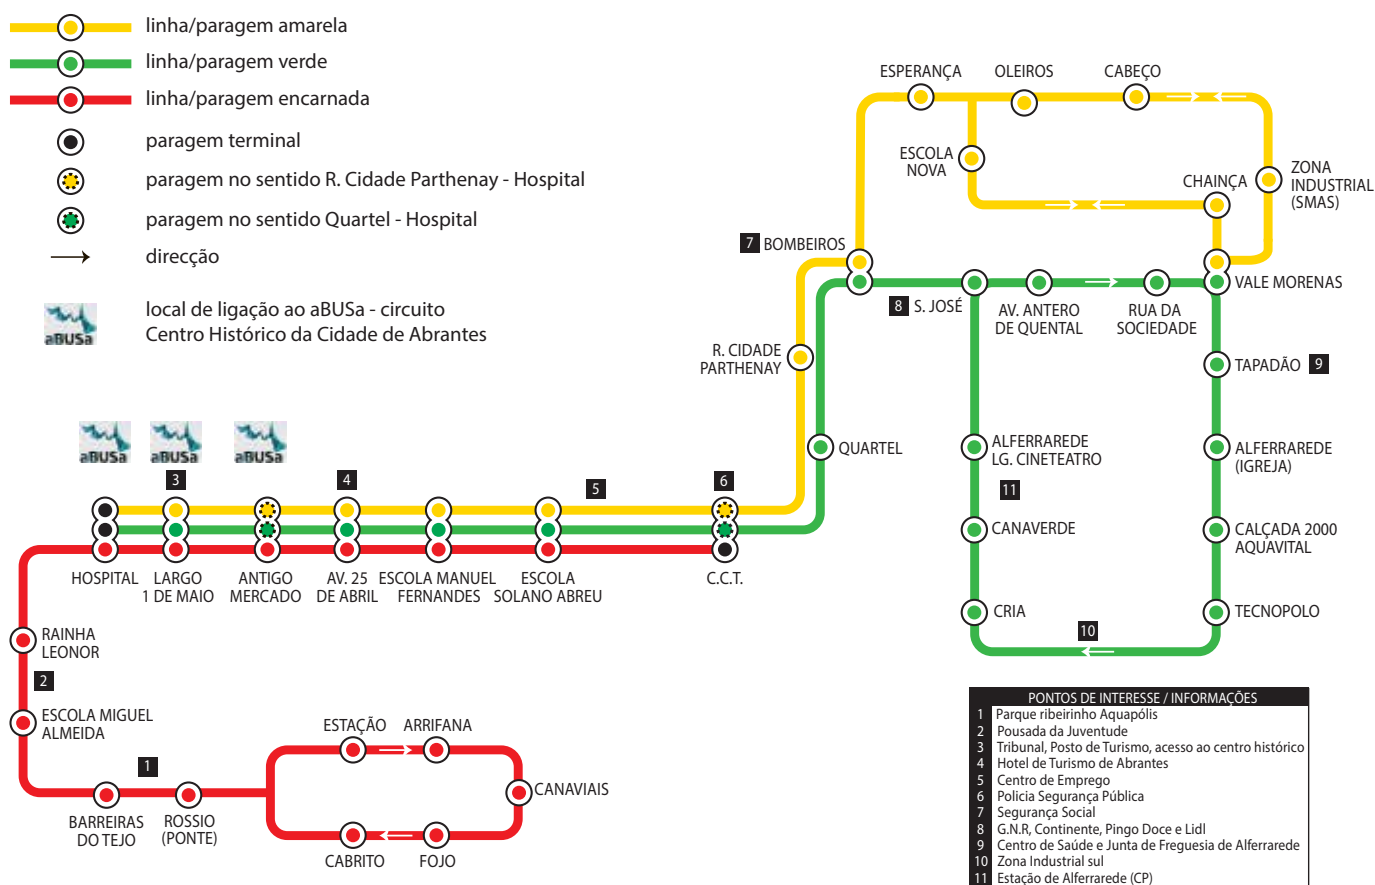 linha/paragem amarela
linha/paragem verde
linha/paragem encarnada
paragem terminal
paragem no sentido R. Cidade Parthenay - Hospital
paragem no sentido Quartel - Hospital
direcção
local de ligação ao aBUSa - circuito
Centro Histórico da Cidade de Abrantes
aBUSa
ESPERANÇA
OLEIROS
CABEÇO
ESCOLA
NOVA
CHAINÇA
ZONA
INDUSTRIAL
(SMAS)
7 BOMBEIROS
8 S. JOSÉ
AV. ANTERO
DE QUENTAL
RUA DA
SOCIEDADE
VALE MORENAS
R. CIDADE
PARTHENAY
TAPADÃO 9
QUARTEL
ALFERRAREDE
LG. CINETEATRO
ALFERRAREDE
(IGREJA)
11
CANAVERDE
CALÇADA 2000
AQUAVITAL
CRIA
TECNOPOLO
10
aBUSa
aBUSa
aBUSa
3
4
5
6
HOSPITAL
LARGO
1 DE MAIO
ANTIGO
MERCADO
AV. 25
DE ABRIL
ESCOLA MANUEL
FERNANDES
ESCOLA
SOLANO ABREU
C.C.T.
RAINHA
LEONOR
2
ESCOLA MIGUEL
ALMEIDA
1
BARREIRAS
DO TEJO
ROSSIO
(PONTE)
ESTAÇÃO
ARRIFANA
CANAVIAIS
CABRITO
FOJO
PONTOS DE INTERESSE / INFORMAÇÕES
1 Parque ribeirinho Aquapólis
2 Pousada da Juventude
3 Tribunal, Posto de Turismo, acesso ao centro histórico
4 Hotel de Turismo de Abrantes
5 Centro de Emprego
6 Policia Segurança Pública
7 Segurança Social
8 G.N.R, Continente, Pingo Doce e Lidl
9 Centro de Saúde e Junta de Freguesia de Alferrarede
10 Zona Industrial sul
11 Estação de Alferrarede (CP)